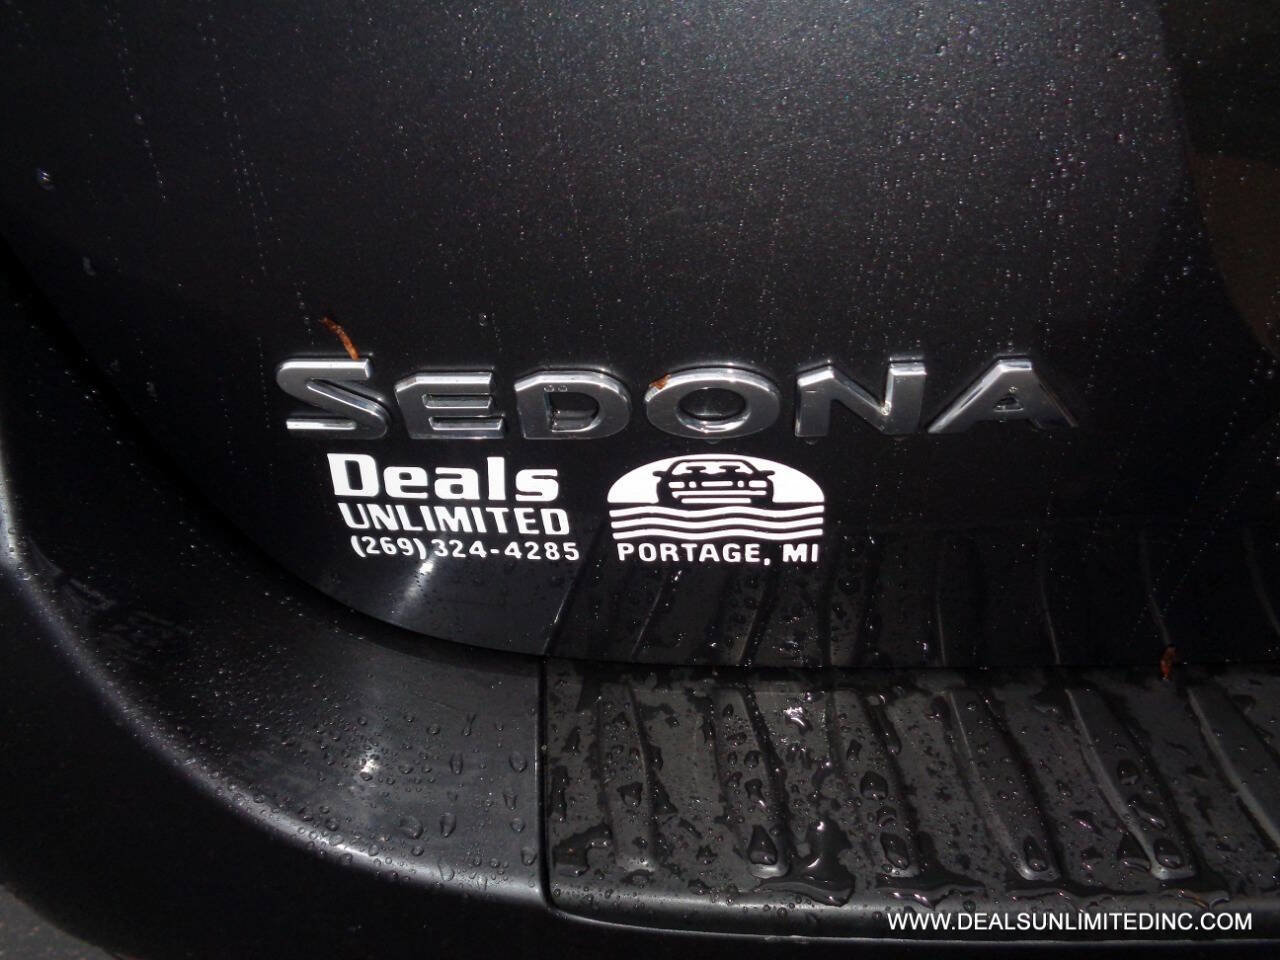 SEDONA
Deals
UNLIMITED
(269) 324-4285
PORTAGE, MI
WWW.DEALSUNLIMITEDINC.COM